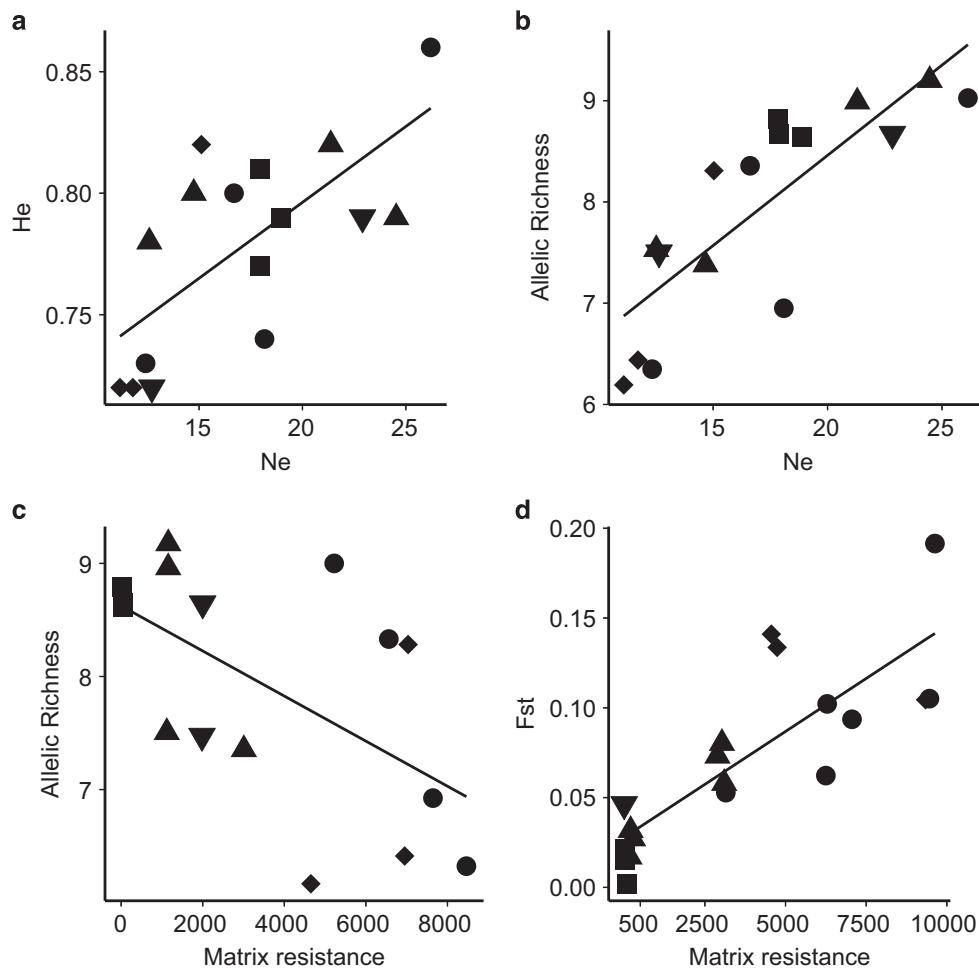 a
He
0.85
0.80
0.75
15
20
25
Ne
b
Allelic Richness
9
8
7
6
15
20
25
Ne
c
Allelic Richness
9
8
7
0
2000
4000
6000
8000
Matrix resistance
d
Fst
0.20
0.15
0.10
0.05
0.00
500
2500
5000
7500
10000
Matrix resistance